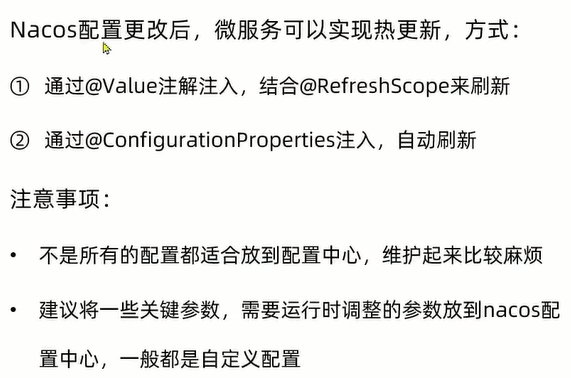 Nacos配置更改后，微服务可以实现热更新，方式：
① 通过@Value注解注入，结合@RefreshScope来刷新
② 通过@ConfigurationProperties注入，自动刷新
注意事项：
• 不是所有的配置都适合放到配置中心，维护起来比较麻烦
• 建议将一些关键参数，需要运行时调整的参数放到nacos配
置中心，一般都是自定义配置